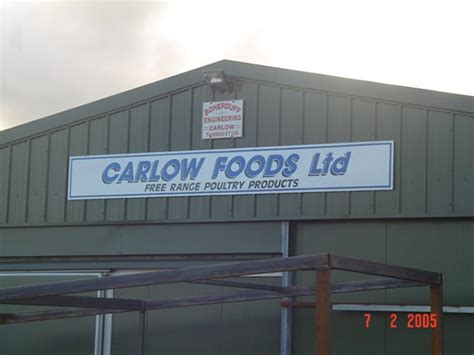 BOHERDUFF
ENGINEERING
CARLOW
CARLOW FOODS Ltd
FREE RANGE POULTRY PRODUCTS
7 2 2005